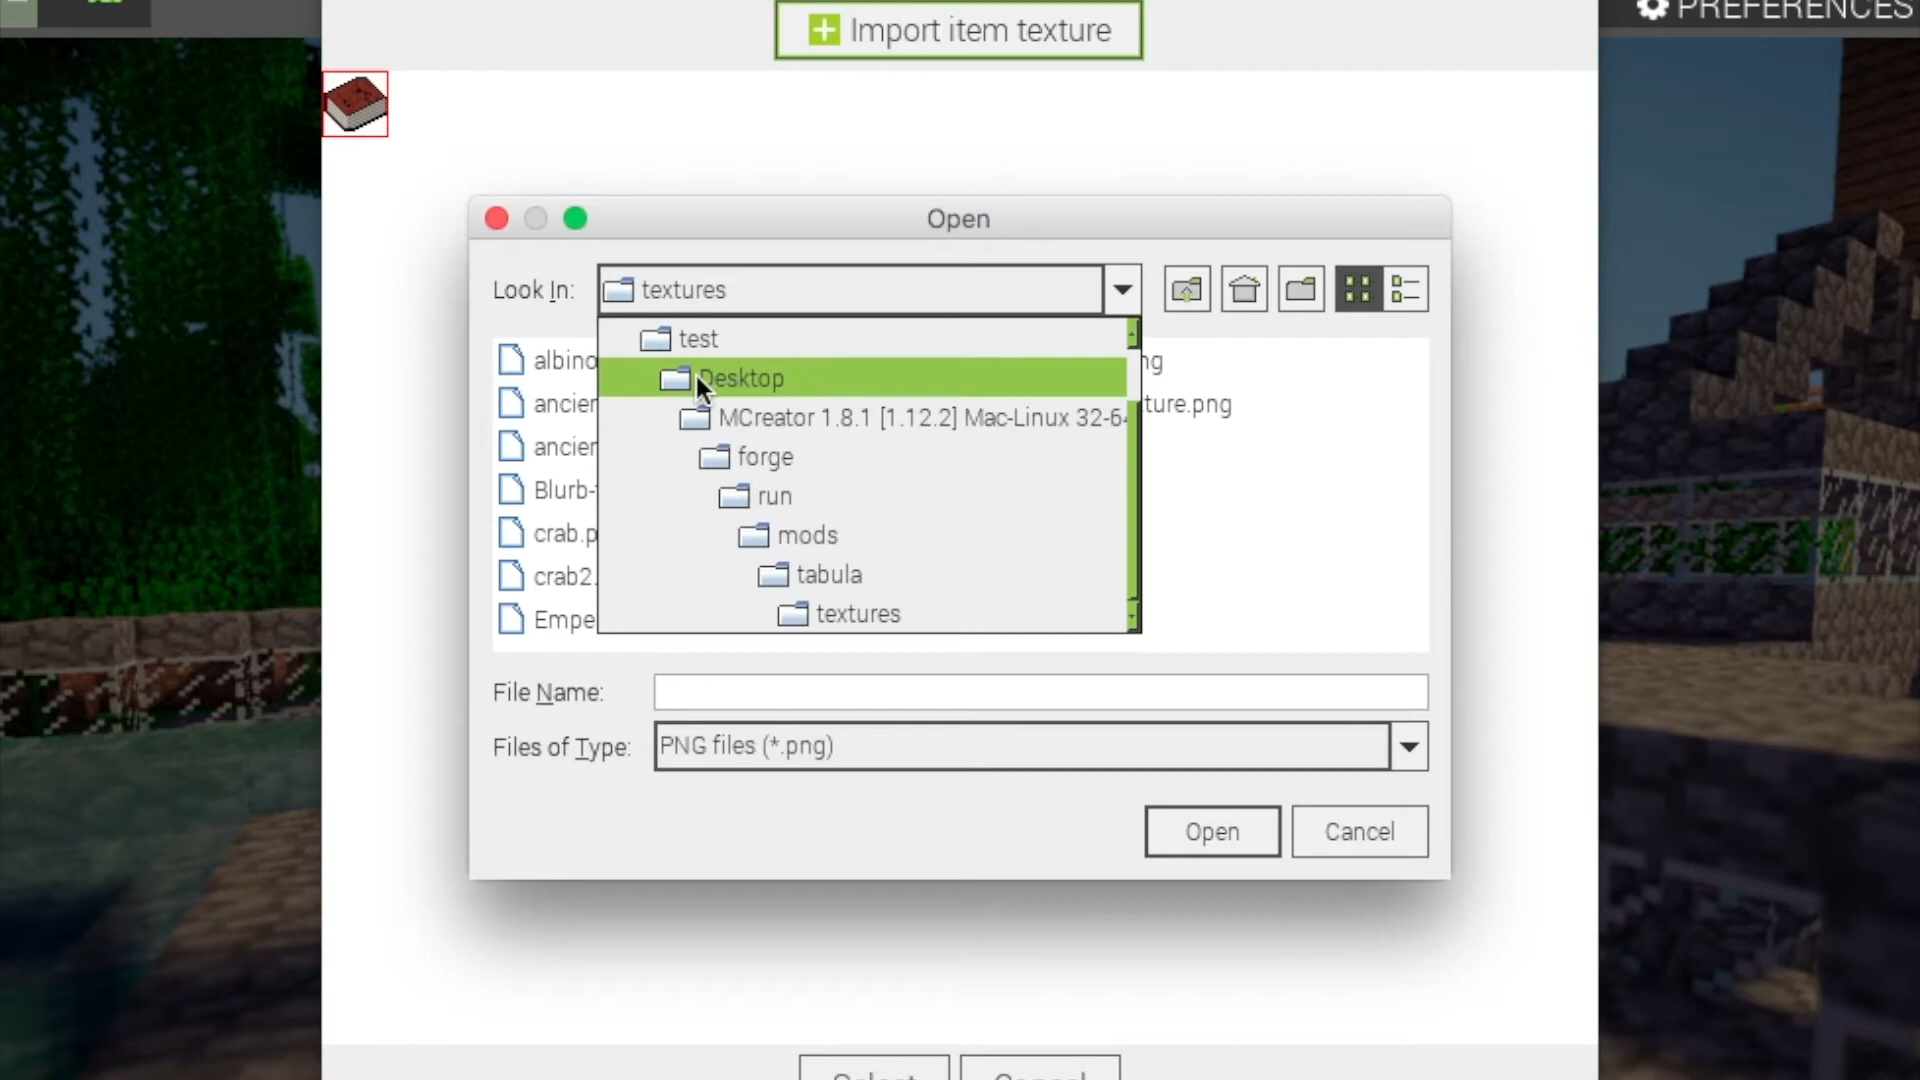 PREFERENCES
Import item texture
Open
Look In: textures
test
Desktop
MCreator 1.8.1 [1.12.2] Mac-Linux 32-6
forge
run
mods
tabula
textures
albino
ancien
ancien
Blurb-
crab.p
crab2.
Empe
ng
ture.png
File Name:
Files of Type: PNG files (*.png)
Open Cancel
Select Cancel